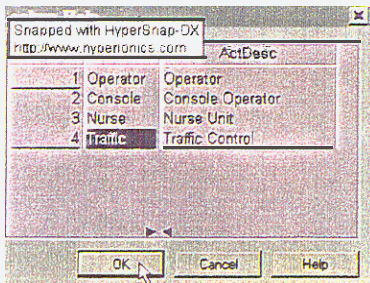 Snapped with HyperSnap-DX
http://www.hyperionics.com
ActDesc
1 Operator Operator
2 Console Console Operator
3 Nurse Nurse Unit
4 Traffic Traffic Control
OK Cancel Help